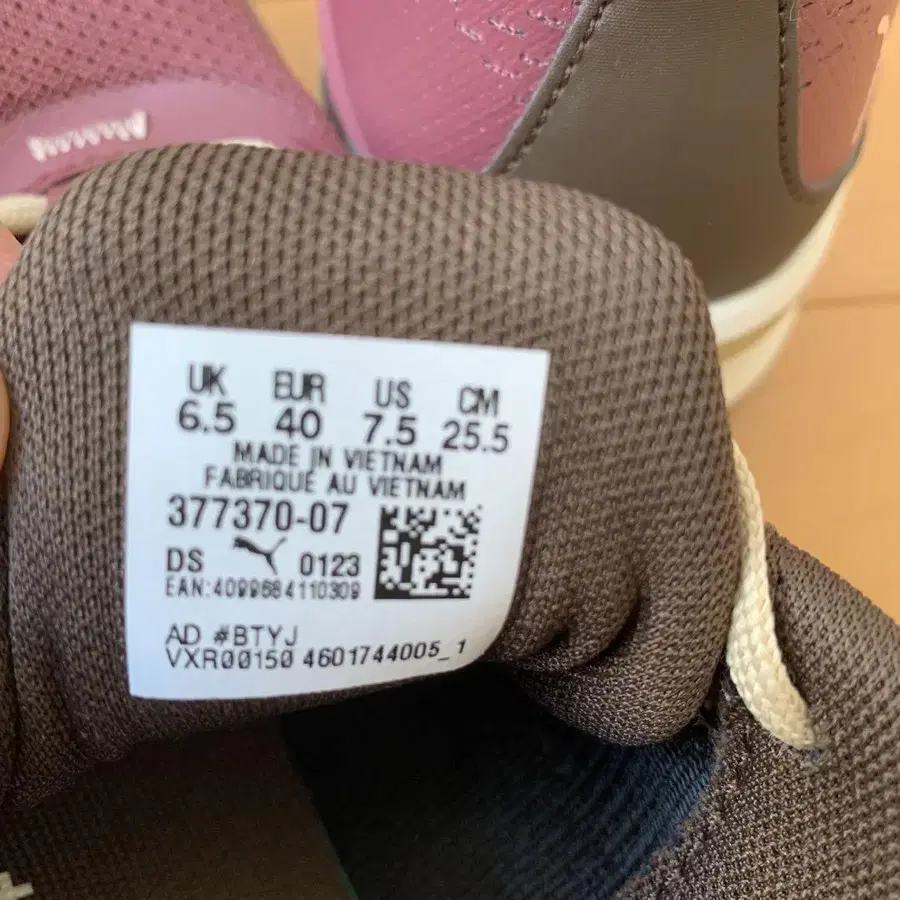 UK EUR US CM
6.5 40 7.5 25.5
MADE IN VIETNAM
FABRIQUÉ AU VIETNAM
377370-07
DS 0123
EAN:4099684110309
AD #BTYJ
VXR00150 4601744005_1